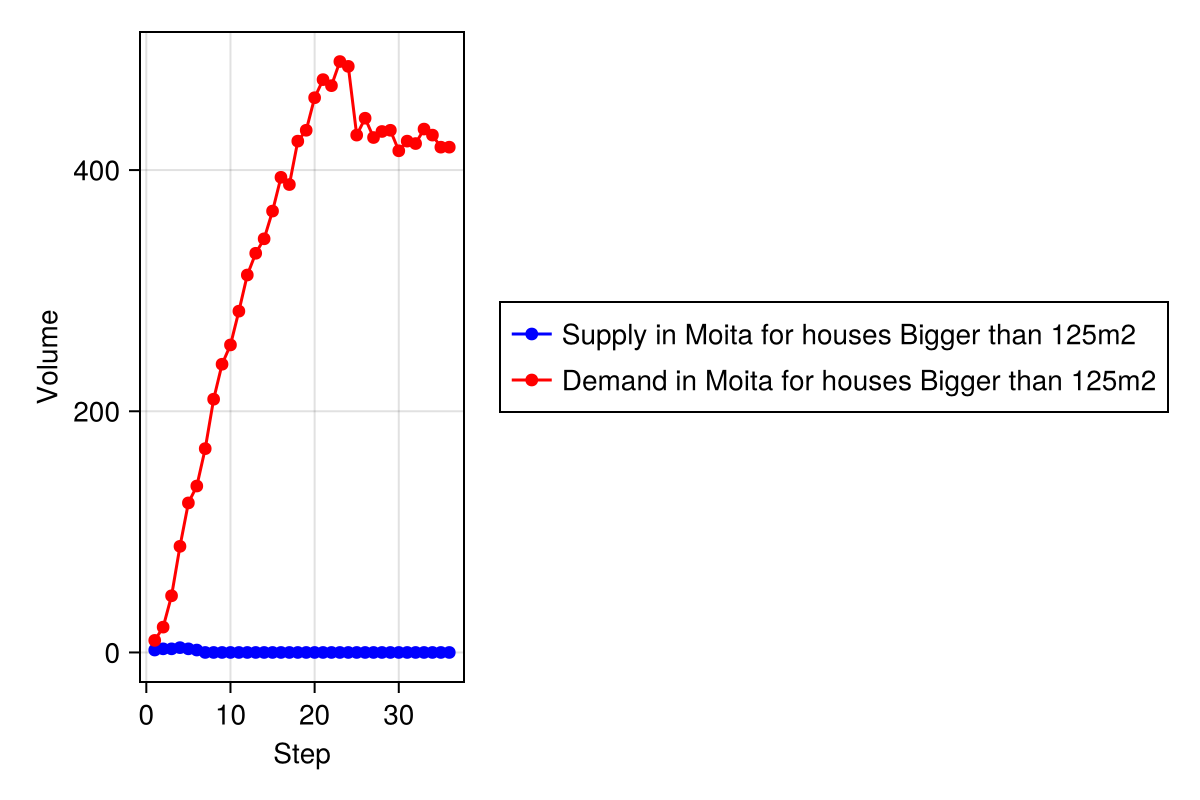 Volume
400
200
0
0 10 20 30
Step
Supply in Moita for houses Bigger than 125m2
Demand in Moita for houses Bigger than 125m2